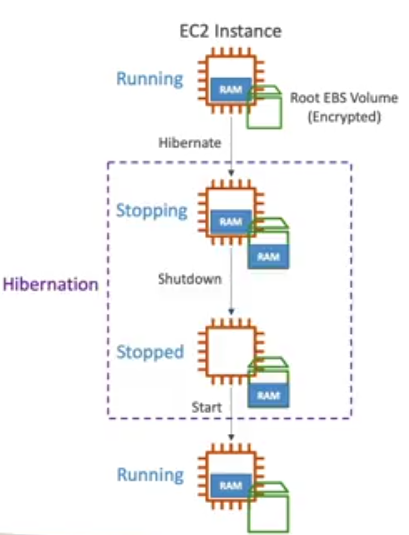 EC2 Instance
Running
RAM
Root EBS Volume
(Encrypted)
Hibernate
Stopping
RAM
RAM
Hibernation
Shutdown
Stopped
RAM
Start
Running
RAM